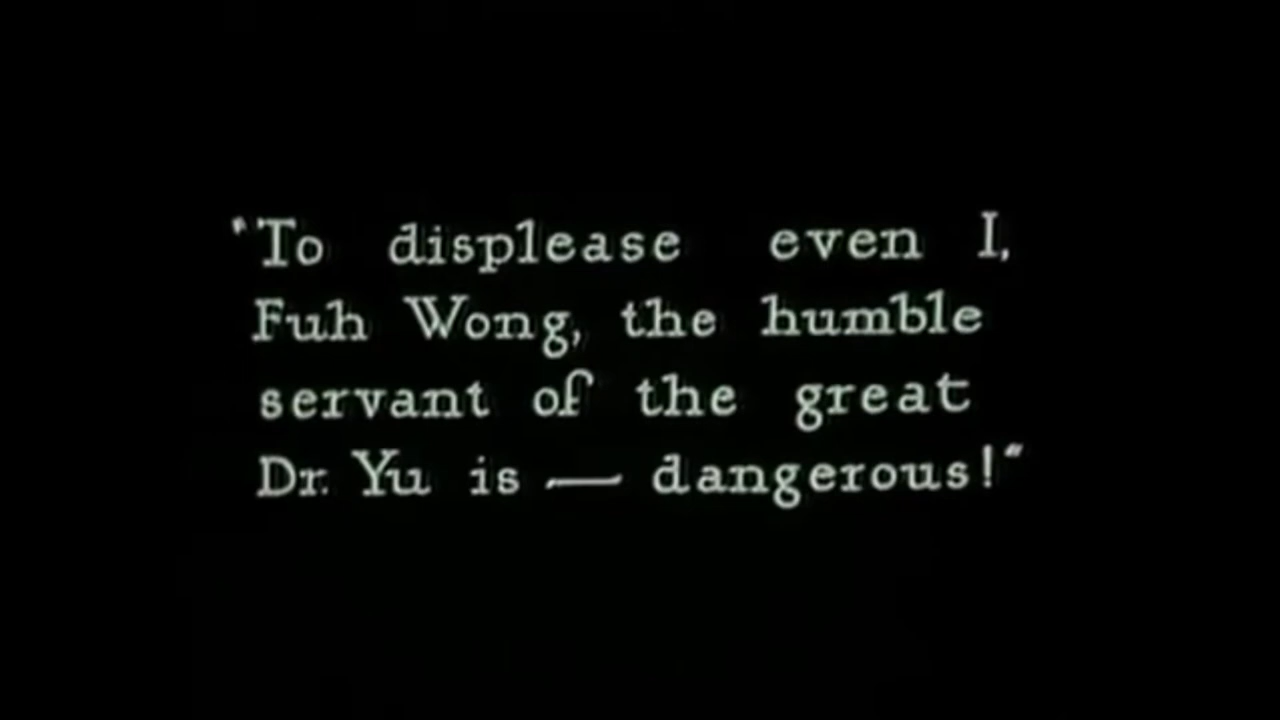 "To displease even I,
Fuh Wong, the humble
servant of the great
Dr. Yu is — dangerous!"